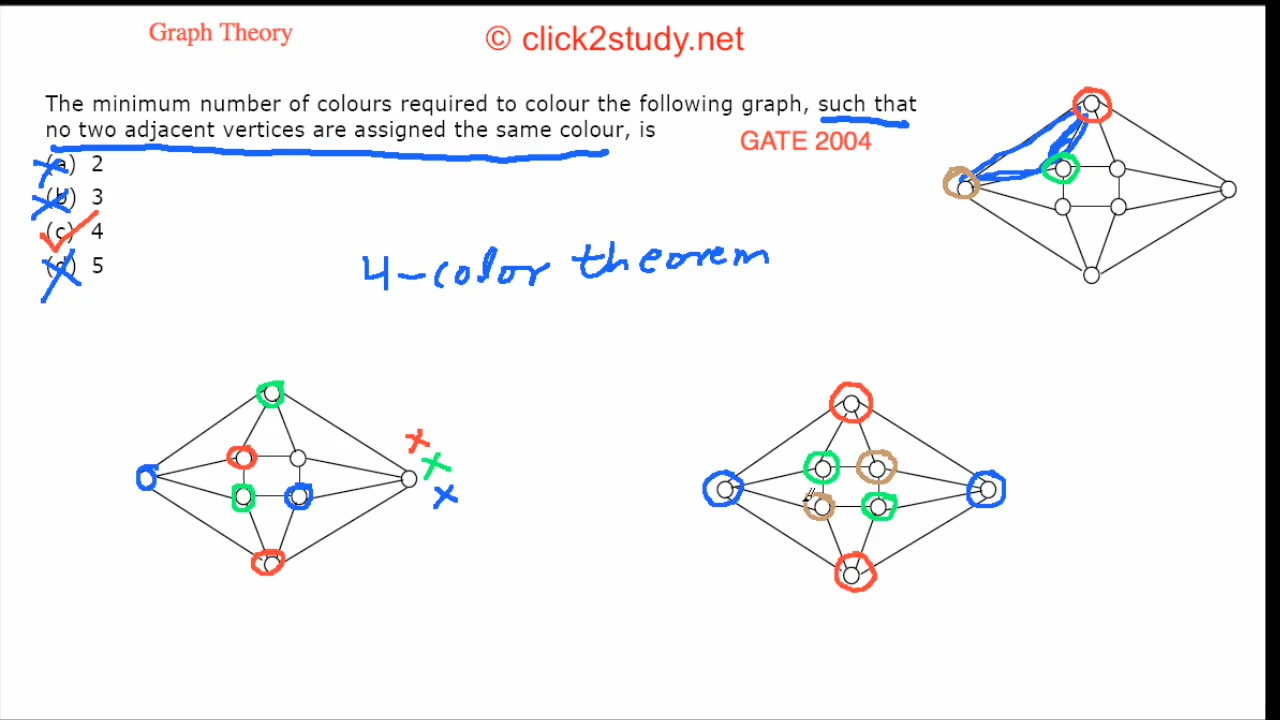 Graph Theory
© click2study.net
The minimum number of colours required to colour the following graph, such that
no two adjacent vertices are assigned the same colour, is
GATE 2004
(a) 2
(b) 3
(c) 4
(d) 5
4-color theorem